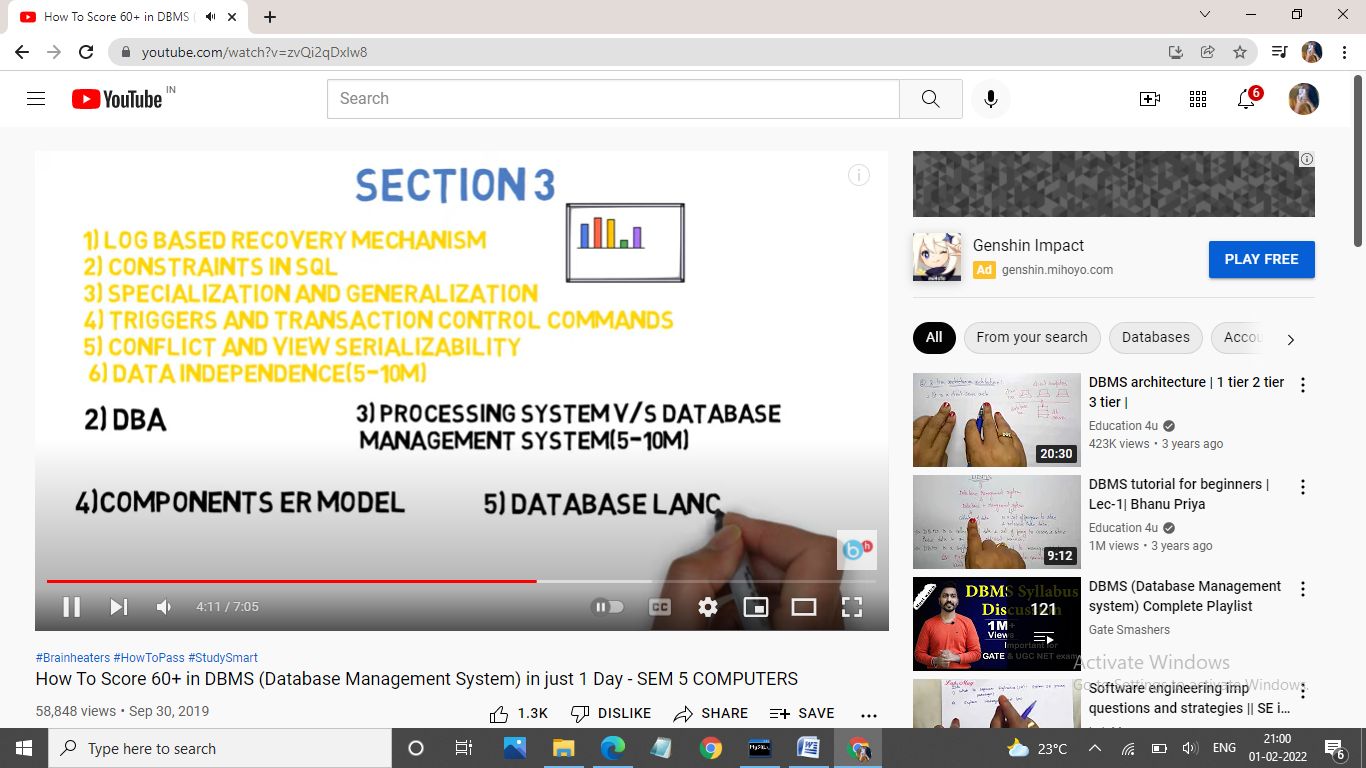 How To Score 60+ in DBMS (
youtube.com/watch?v=zvQi2qDxIw8
YouTube IN
Search
6
SECTION 3
1) LOG BASED RECOVERY MECHANISM
2) CONSTRAINTS IN SQL
3) SPECIALIZATION AND GENERALIZATION
4) TRIGGERS AND TRANSACTION CONTROL COMMANDS
5) CONFLICT AND VIEW SERIALIZABILITY
6) DATA INDEPENDENCE(5-10M)
2) DBA
3) PROCESSING SYSTEM V/S DATABASE
MANAGEMENT SYSTEM(5-10M)
4)COMPONENTS ER MODEL
5) DATABASE LANC
b h
4:11 / 7:05
CC
#Brainheaters #HowToPass #StudySmart
How To Score 60+ in DBMS (Database Management System) in just 1 Day - SEM 5 COMPUTERS
58,848 views • Sep 30, 2019
1.3K
DISLIKE
SHARE
SAVE
Genshin Impact
Ad genshin.mihoyo.com
PLAY FREE
All
From your search
Databases
Accou
20:30
DBMS architecture | 1 tier 2 tier
3 tier |
Education 4u
423K views • 3 years ago
9:12
DBMS tutorial for beginners |
Lec-1| Bhanu Priya
Education 4u
1M views • 3 years ago
DBMS Syllabus
Discussion
121
1M+
Views
GATE & UGC NET exam
DBMS (Database Management
system) Complete Playlist
Gate Smashers
Software engineering imp
questions and strategies || SE i...
Activate Windows
Go to Settings to activate Windows.
Type here to search
MySQL
23°C
ENG
21:00
01-02-2022
6